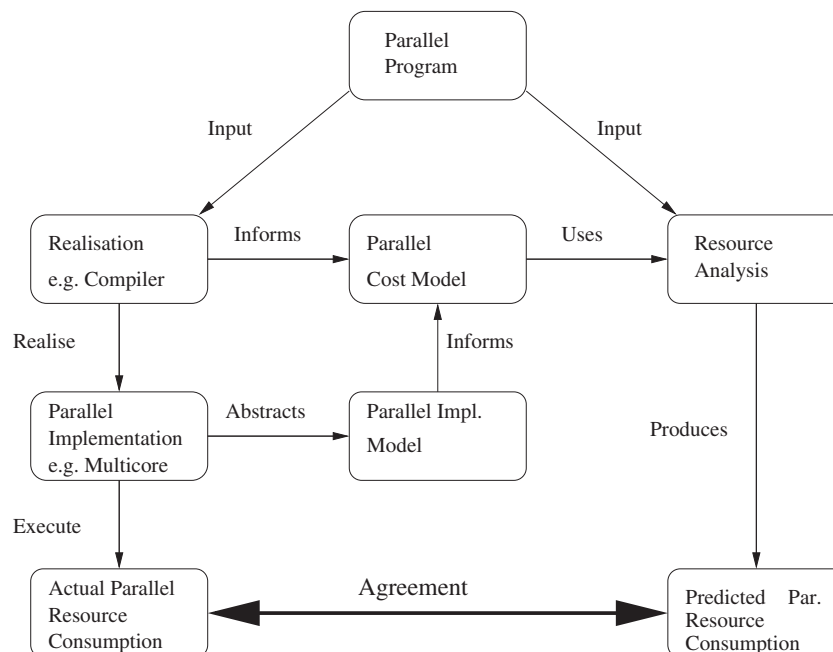 Parallel
Program
Input
Input
Realisation
e.g. Compiler
Informs
Parallel
Cost Model
Uses
Resource
Analysis
Realise
Informs
Parallel
Implementation
e.g. Multicore
Abstracts
Parallel Impl.
Model
Produces
Execute
Actual Parallel
Resource
Consumption
Agreement
Predicted Par.
Resource
Consumption